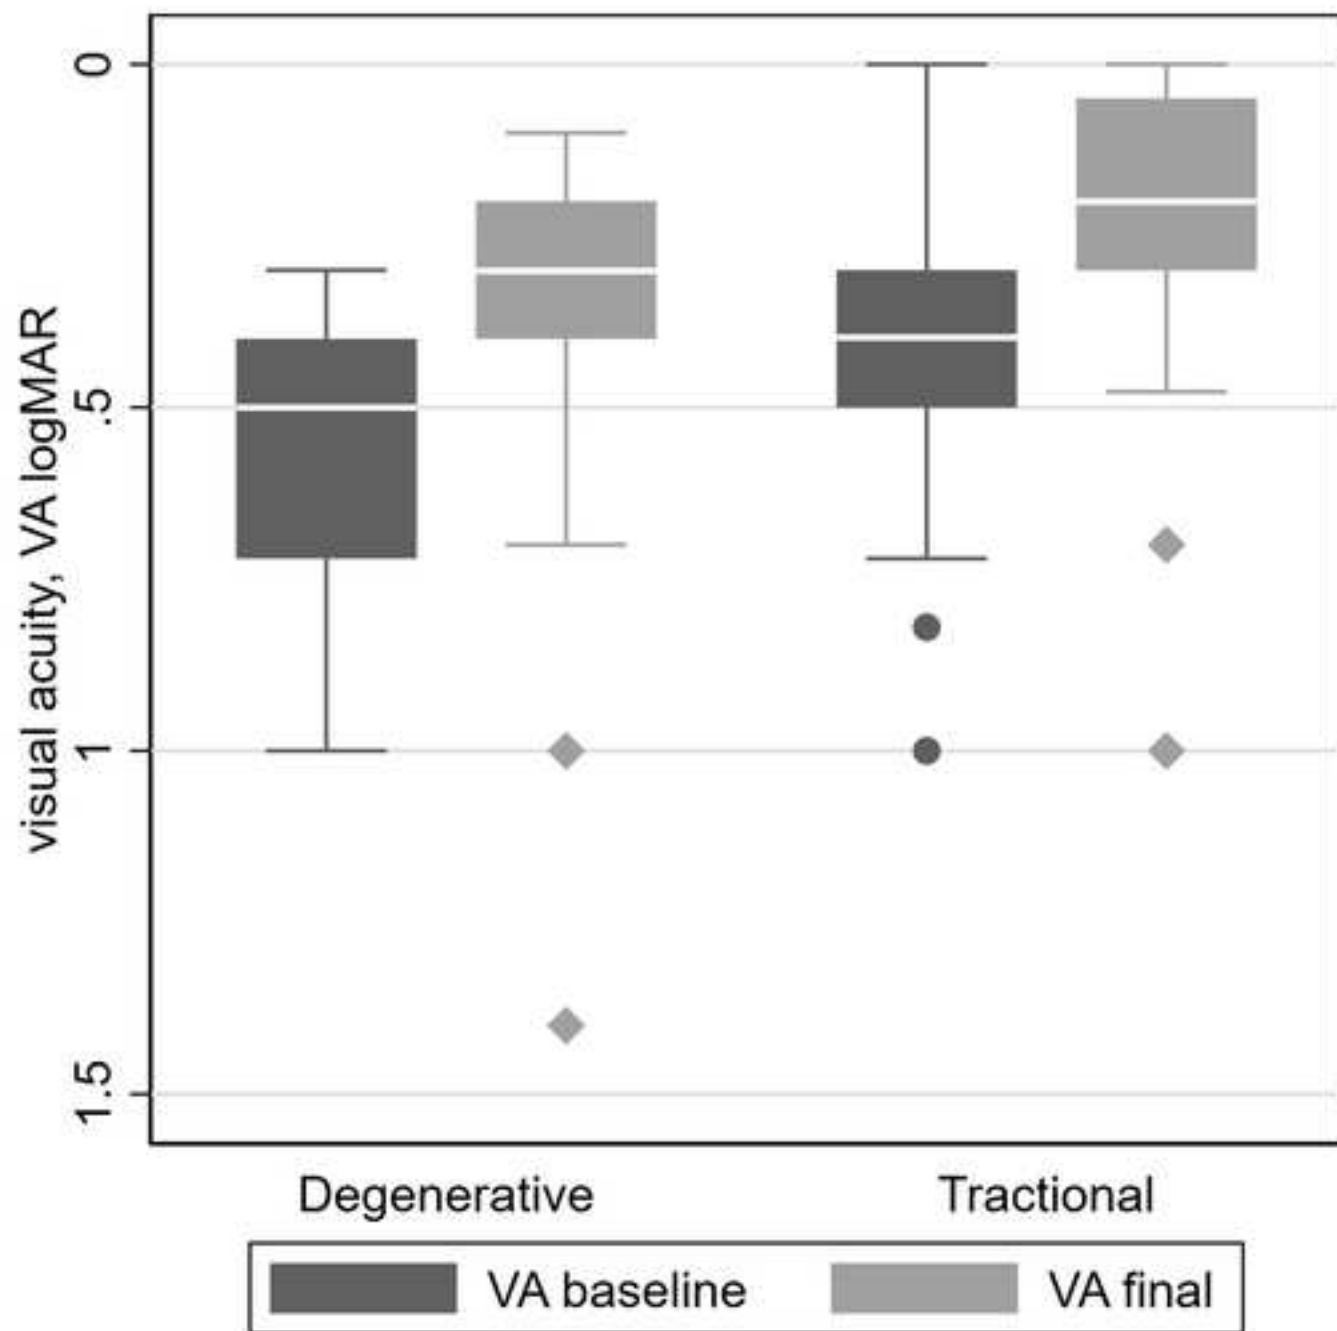 visual acuity, VA logMAR
0
.5
1
1.5
Degenerative Tractional
VA baseline VA final